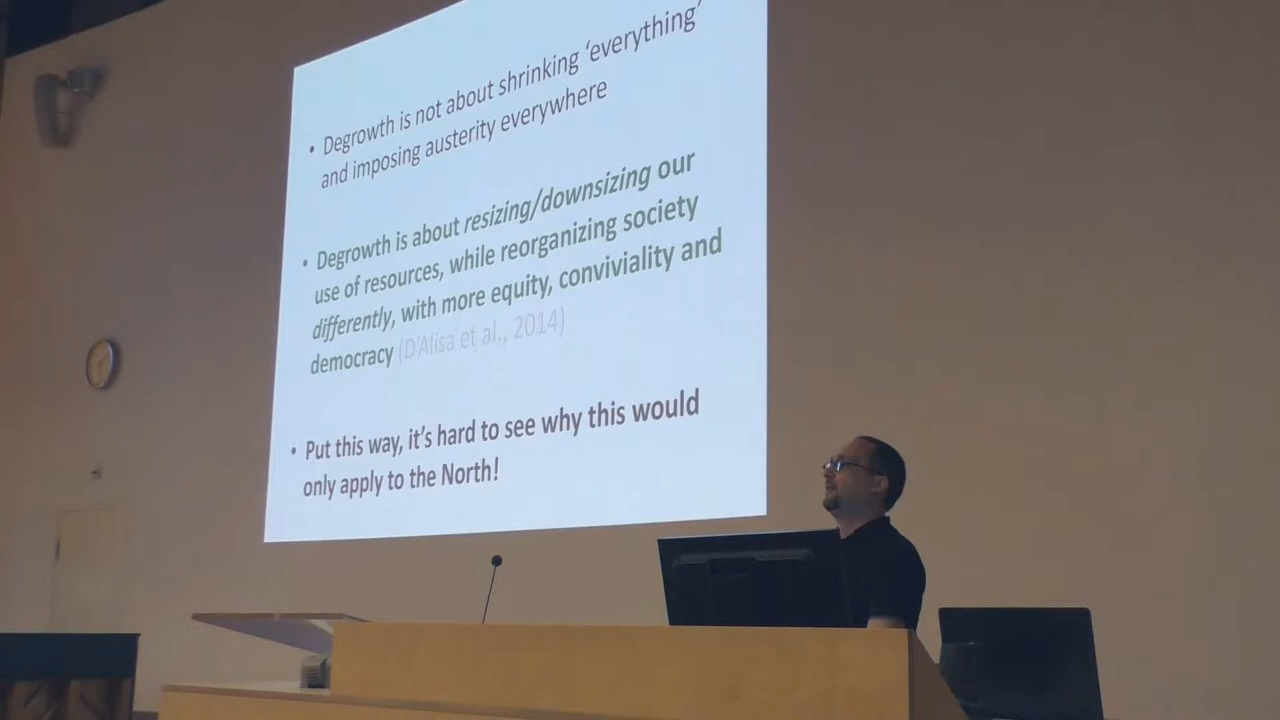 • Degrowth is not about shrinking ‘everything’
and imposing austerity everywhere
• Degrowth is about resizing/downsizing our
use of resources, while reorganizing society
differently, with more equity, conviviality and
democracy (D’Alisa et al., 2014)
• Put this way, it’s hard to see why this would
only apply to the North!